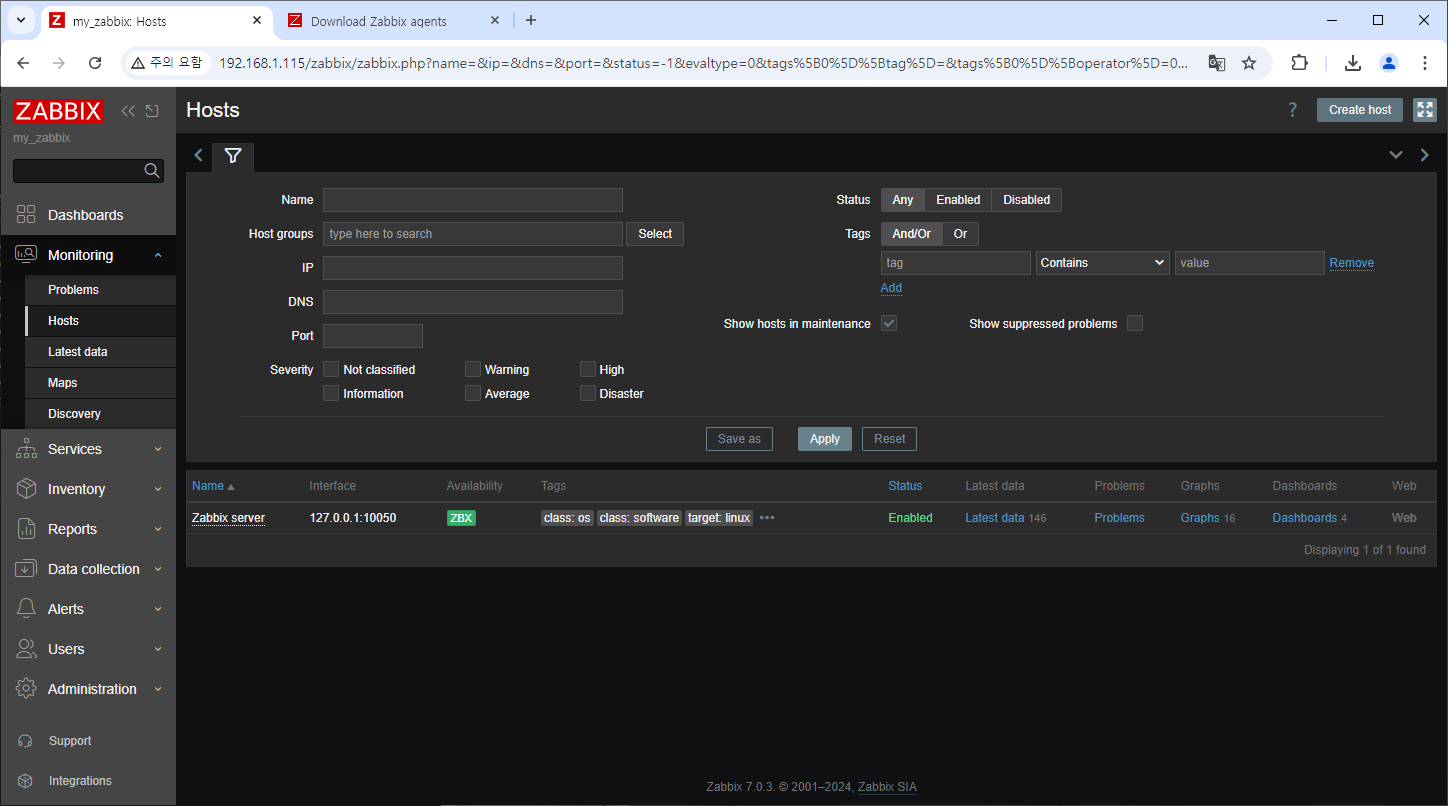 my_zabbix: Hosts
Download Zabbix agents
주의 요함
192.168.1.115/zabbix/zabbix.php?name=&ip=&dns=&port=&status=-1&evaltype=0&tags%5B0%5D%5Btag%5D=&tags%5B0%5D%5Boperator%5D=0...
ZABBIX
my_zabbix
Dashboards
Monitoring
Problems
Hosts
Latest data
Maps
Discovery
Services
Inventory
Reports
Data collection
Alerts
Users
Administration
Support
Integrations
Hosts
? Create host
Name
Host groups type here to search Select
IP
DNS
Port
Severity Not classified Warning High
Information Average Disaster
Status Any Enabled Disabled
Tags And/Or Or
tag Contains value Remove
Add
Show hosts in maintenance Show suppressed problems
Save as Apply Reset
Name Interface Availability Tags Status Latest data Problems Graphs Dashboards Web
Zabbix server 127.0.0.1:10050 ZBX class: os class: software target: linux ••• Enabled Latest data 146 Problems Graphs 16 Dashboards 4 Web
Displaying 1 of 1 found
Zabbix 7.0.3. © 2001–2024, Zabbix SIA